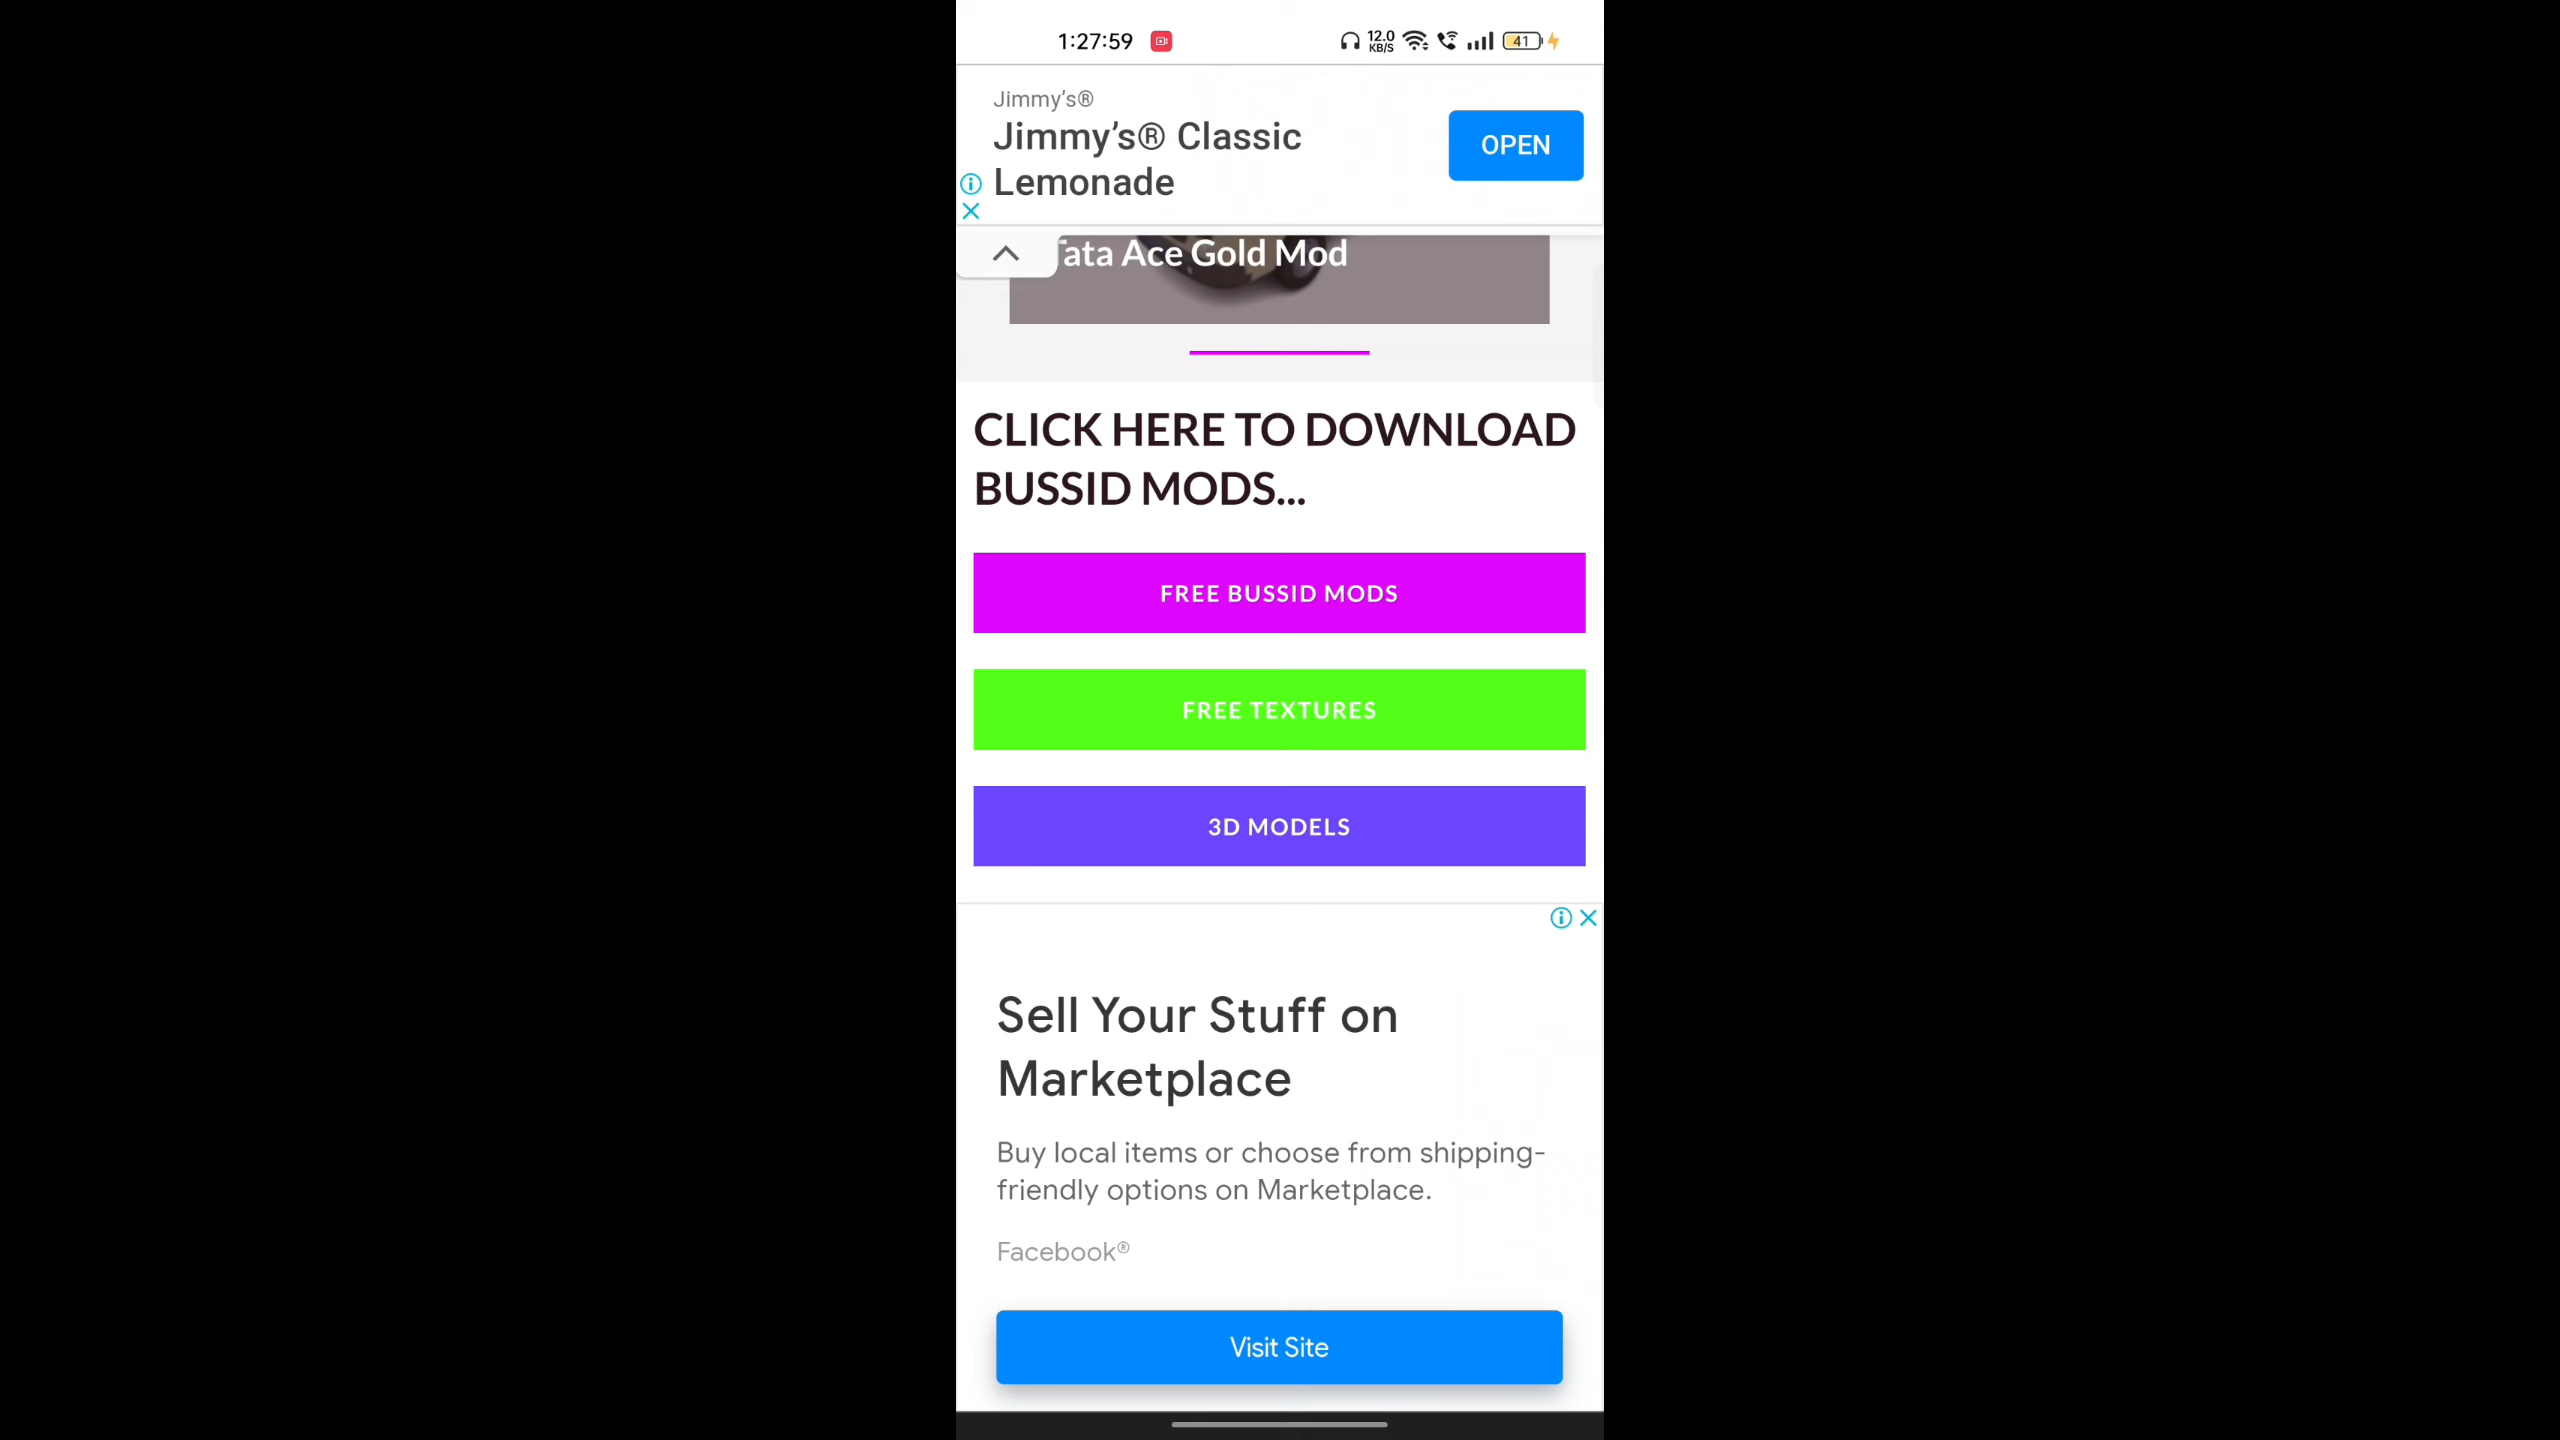 1:27:59
12.0
KB/S
41
Jimmy’s®
Jimmy’s® Classic
Lemonade
OPEN
Tata Ace Gold Mod
CLICK HERE TO DOWNLOAD
BUSSID MODS...
FREE BUSSID MODS
FREE TEXTURES
3D MODELS
Sell Your Stuff on
Marketplace
Buy local items or choose from shipping-
friendly options on Marketplace.
Facebook®
Visit Site